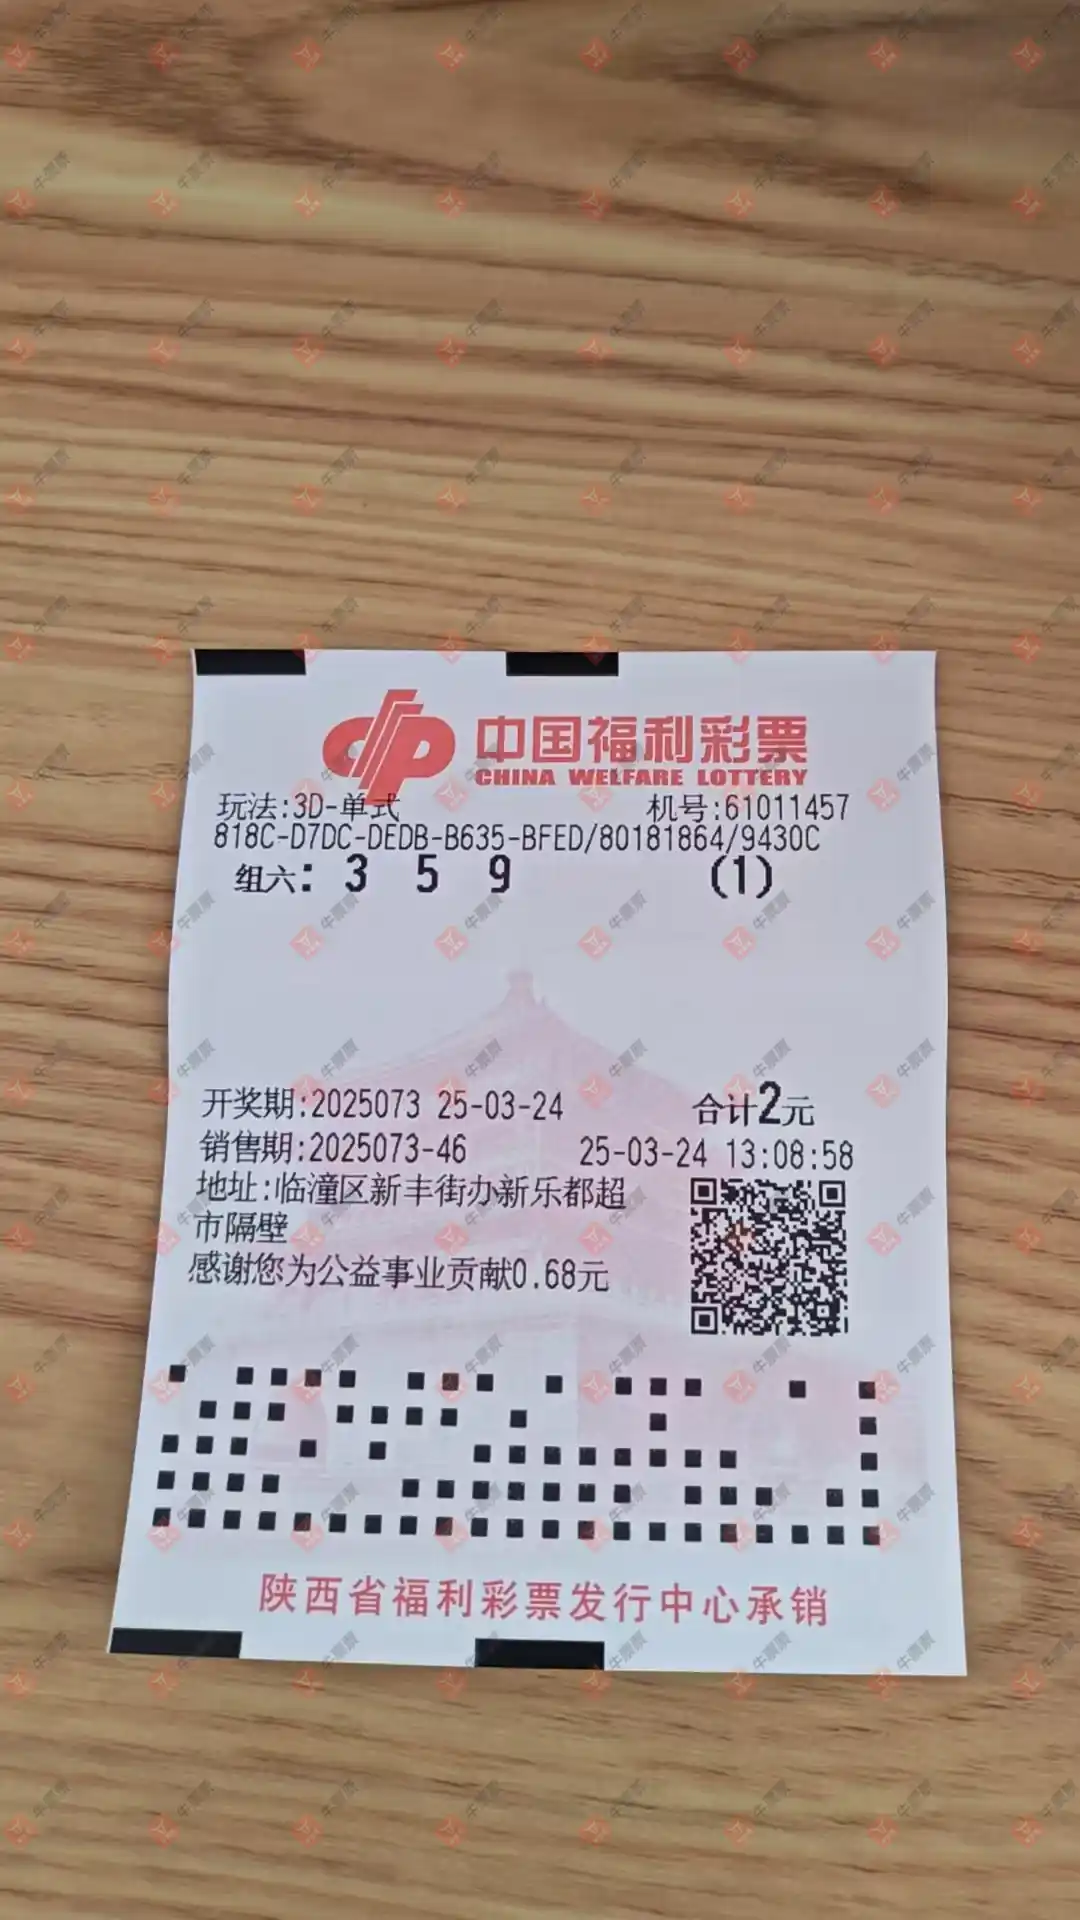 中国福利彩票
CHINA WELFARE LOTTERY
玩法:3D-单式 机号:61011457
818C-D7DC-DEDB-B635-BFED/80181864/9430C
组六: 3 5 9 (1)
开奖期:2025073 25-03-24 合计2元
销售期:2025073-46 25-03-24 13:08:58
地址:临潼区新丰街办新乐都超
市隔壁
感谢您为公益事业贡献0.68元
陕西省福利彩票发行中心承销
牛票票